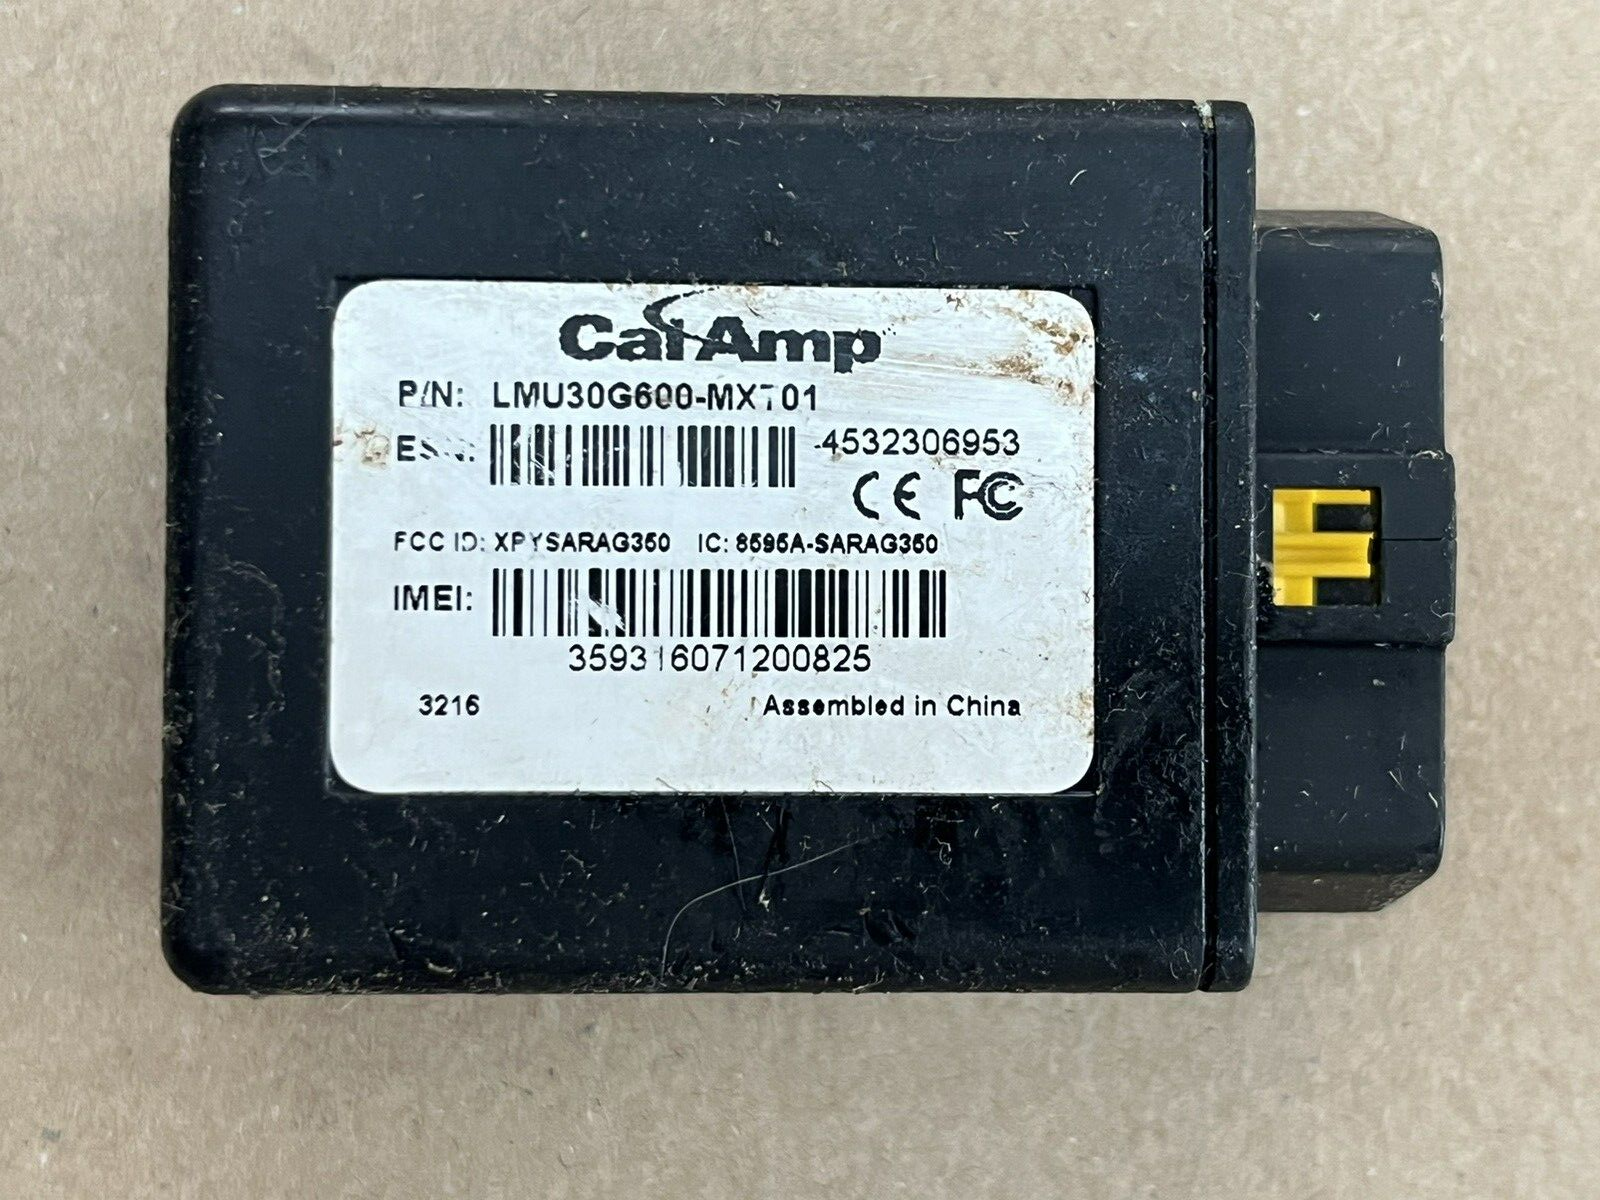 CalAmp
P/N: LMU30G600-MXT01
ESN: 4532306953
CE FC
FCC ID: XPYSARAG350 IC: 8595A-SARAG350
IMEI:
359316071200825
3216 Assembled in China